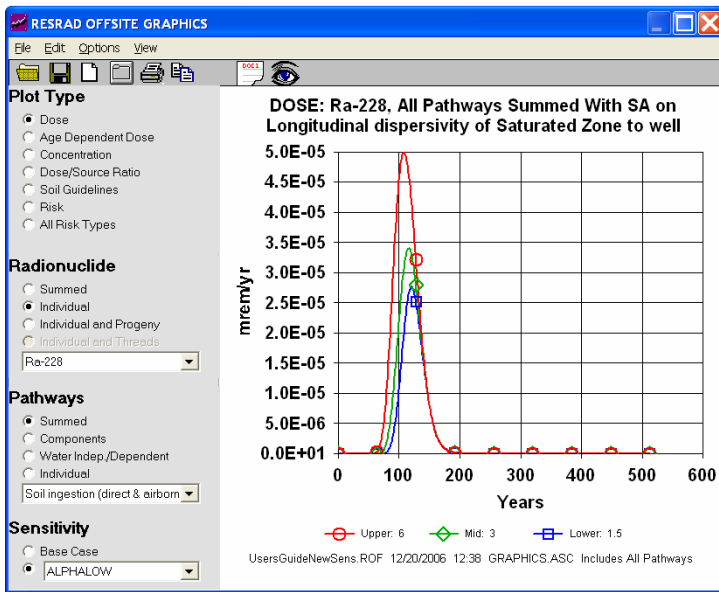 RESRAD OFFSITE GRAPHICS
File Edit Options View
DOE1
Plot Type
Dose
Age Dependent Dose
Concentration
Dose/Source Ratio
Soil Guidelines
Risk
All Risk Types
Radionuclide
Summed
Individual
Individual and Progeny
Individual and Threads
Ra-228
Pathways
Summed
Components
Water Indep./Dependent
Individual
Soil ingestion (direct & airborn
Sensitivity
Base Case
ALPHALOW
DOSE: Ra-228, All Pathways Summed With SA on
Longitudinal dispersivity of Saturated Zone to well
5.0E-05
4.5E-05
4.0E-05
3.5E-05
3.0E-05
2.5E-05
2.0E-05
1.5E-05
1.0E-05
5.0E-06
0.0E+01
mrem/yr
0 100 200 300 400 500 600
Years
Upper: 6 Mid: 3 Lower: 1.5
UsersGuideNewSens.ROF 12/20/2006 12:38 GRAPHICS.ASC Includes All Pathways